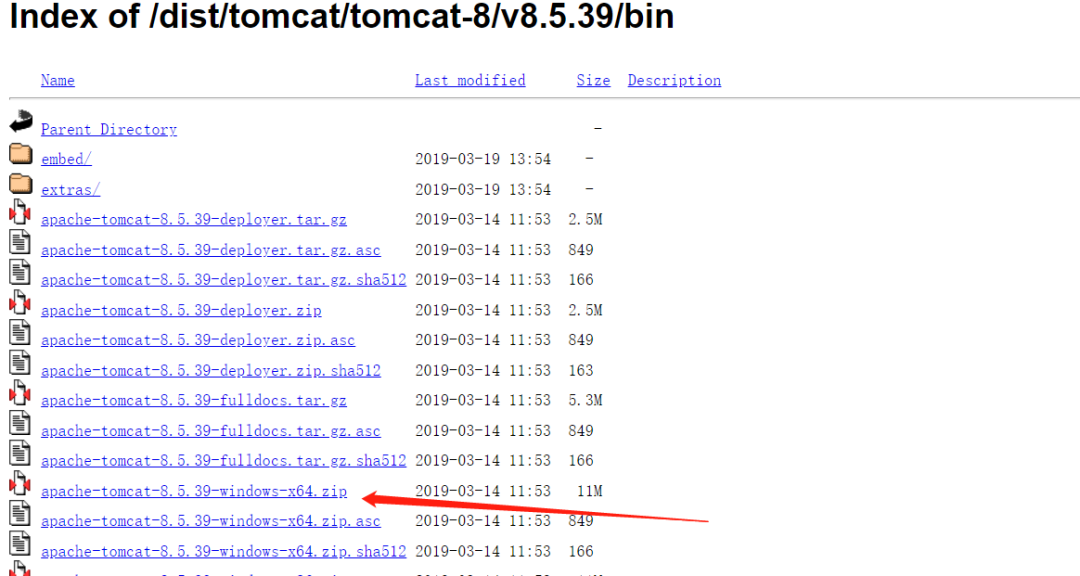 Index of /dist/tomcat/tomcat-8/v8.5.39/bin
Name Last modified Size Description
Parent Directory -
embed/ 2019-03-19 13:54 -
extras/ 2019-03-19 13:54 -
apache-tomcat-8.5.39-deployer.tar.gz 2019-03-14 11:53 2.5M
apache-tomcat-8.5.39-deployer.tar.gz.asc 2019-03-14 11:53 849
apache-tomcat-8.5.39-deployer.tar.gz.sha512 2019-03-14 11:53 166
apache-tomcat-8.5.39-deployer.zip 2019-03-14 11:53 2.5M
apache-tomcat-8.5.39-deployer.zip.asc 2019-03-14 11:53 849
apache-tomcat-8.5.39-deployer.zip.sha512 2019-03-14 11:53 163
apache-tomcat-8.5.39-fulldocs.tar.gz 2019-03-14 11:53 5.3M
apache-tomcat-8.5.39-fulldocs.tar.gz.asc 2019-03-14 11:53 849
apache-tomcat-8.5.39-fulldocs.tar.gz.sha512 2019-03-14 11:53 166
apache-tomcat-8.5.39-windows-x64.zip 2019-03-14 11:53 11M
apache-tomcat-8.5.39-windows-x64.zip.asc 2019-03-14 11:53 849
apache-tomcat-8.5.39-windows-x64.zip.sha512 2019-03-14 11:53 166